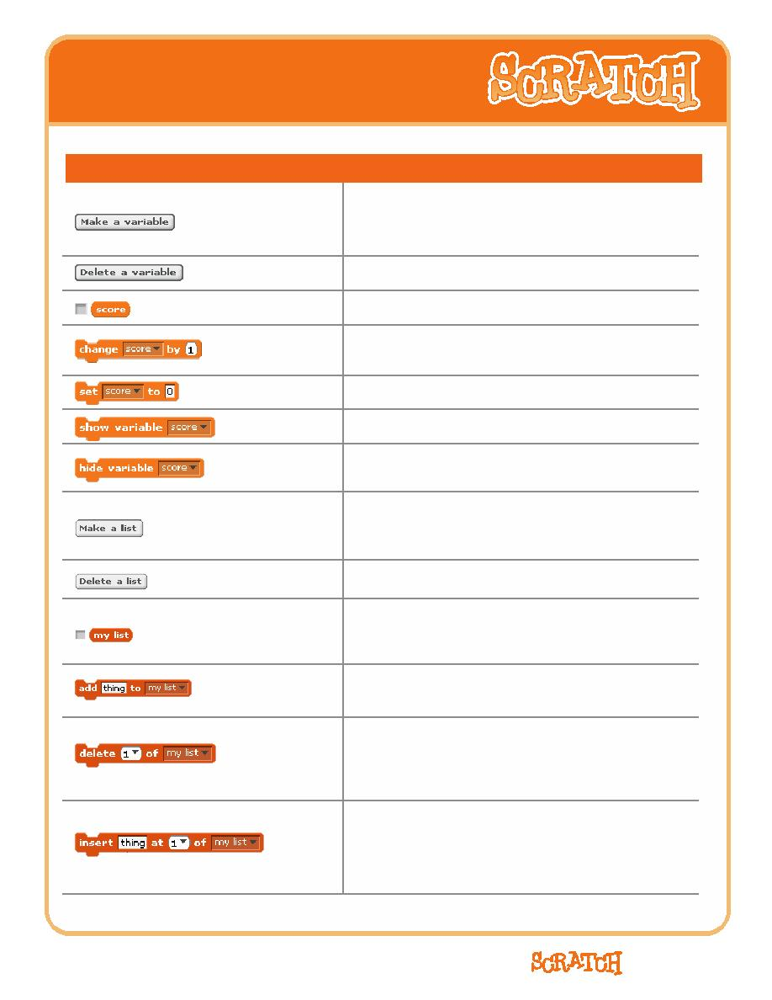 SCRATCH
Make a variable
Delete a variable
score
change score by 1
set score to 0
show variable score
hide variable score
Make a list
Delete a list
my list
add thing to my list
delete 1 of my list
insert thing at 1 of my list
SCRATCH